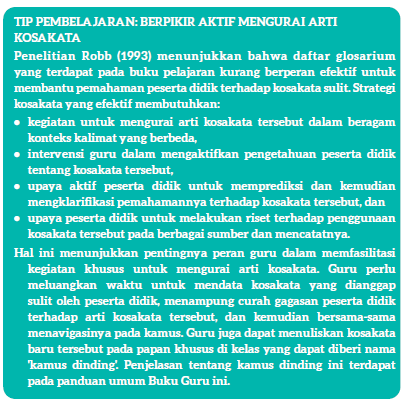 TIP PEMBELAJARAN: BERPIKIR AKTIF MENGURAI ARTI
KOSAKATA
Penelitian Robb (1993) menunjukkan bahwa daftar glosarium
yang terdapat pada buku pelajaran kurang berperan efektif untuk
membantu pemahaman peserta didik terhadap kosakata sulit. Strategi
kosakata yang efektif membutuhkan:
• kegiatan untuk mengurai arti kosakata tersebut dalam beragam
konteks kalimat yang berbeda,
• intervensi guru dalam mengaktifkan pengetahuan peserta didik
tentang kosakata tersebut,
• upaya aktif peserta didik untuk memprediksi dan kemudian
mengklarifikasi pemahamannya terhadap kosakata tersebut, dan
• upaya peserta didik untuk melakukan riset terhadap penggunaan
kosakata tersebut pada berbagai sumber dan mencatatnya.
Hal ini menunjukkan pentingnya peran guru dalam memfasilitasi
kegiatan khusus untuk mengurai arti kosakata. Guru perlu
meluangkan waktu untuk mendata kosakata yang dianggap
sulit oleh peserta didik, menampung curah gagasan peserta didik
terhadap arti kosakata tersebut, dan kemudian bersama-sama
menavigasinya pada kamus. Guru juga dapat menuliskan kosakata
baru tersebut pada papan khusus di kelas yang dapat diberi nama
'kamus dinding'. Penjelasan tentang kamus dinding ini terdapat
pada panduan umum Buku Guru ini.